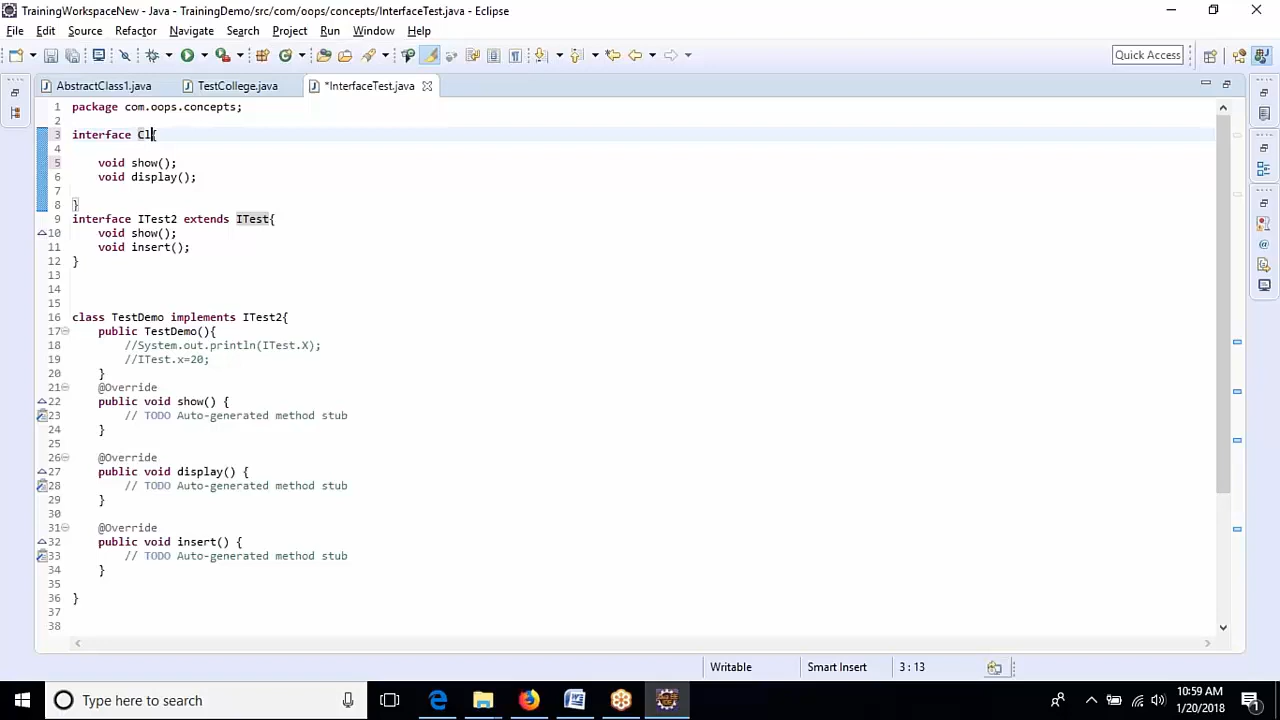 TrainingWorkspaceNew - Java - TrainingDemo/src/com/oops/concepts/InterfaceTest.java - Eclipse
File Edit Source Refactor Navigate Search Project Run Window Help
Quick Access
AbstractClass1.java TestCollege.java *InterfaceTest.java
1 package com.oops.concepts;
2
3 interface Cl{
4
5 void show();
6 void display();
7
8 }
9 interface ITest2 extends ITest{
10 void show();
11 void insert();
12 }
13
14
15
16 class TestDemo implements ITest2{
17 public TestDemo(){
18 //System.out.println(ITest.X);
19 //ITest.x=20;
20 }
21 @Override
22 public void show() {
23 // TODO Auto-generated method stub
24 }
25
26 @Override
27 public void display() {
28 // TODO Auto-generated method stub
29 }
30
31 @Override
32 public void insert() {
33 // TODO Auto-generated method stub
34 }
35
36 }
37
38
Writable Smart Insert 3 : 13
Type here to search
10:59 AM
1/20/2018